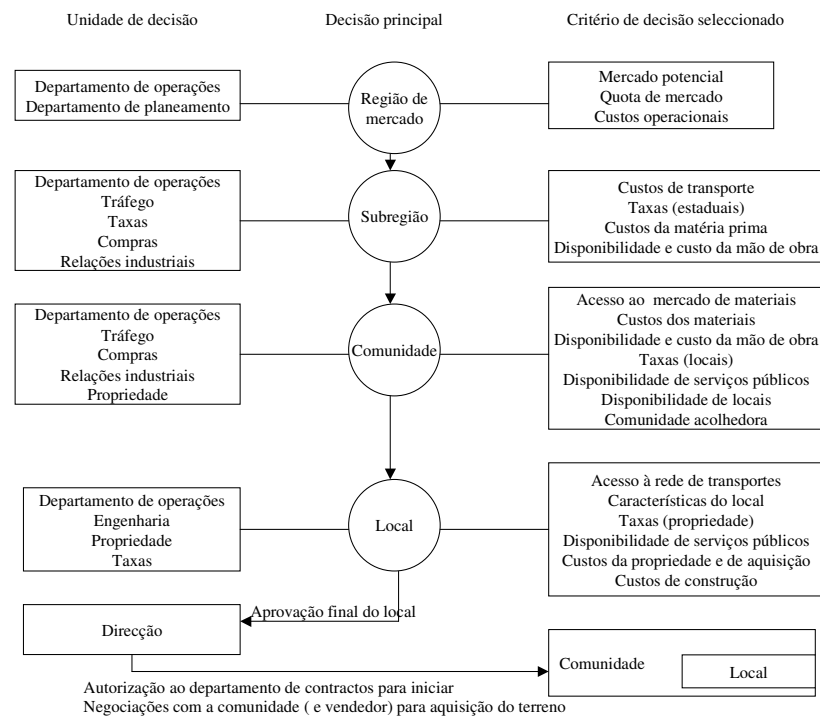 Unidade de decisão
Decisão principal
Critério de decisão seleccionado
Departamento de operações
Departamento de planeamento
Região de
mercado
Mercado potencial
Quota de mercado
Custos operacionais
Departamento de operações
Tráfego
Taxas
Compras
Relações industriais
Subregião
Custos de transporte
Taxas (estaduais)
Custos da matéria prima
Disponibilidade e custo da mão de obra
Departamento de operações
Tráfego
Compras
Relações industriais
Propriedade
Comunidade
Acesso ao mercado de materiais
Custos dos materiais
Disponibilidade e custo da mão de obra
Taxas (locais)
Disponibilidade de serviços públicos
Disponibilidade de locais
Comunidade acolhedora
Departamento de operações
Engenharia
Propriedade
Taxas
Local
Acesso à rede de transportes
Características do local
Taxas (propriedade)
Disponibilidade de serviços públicos
Custos da propriedade e de aquisição
Custos de construção
Aprovação final do local
Direcção
Comunidade
Local
Autorização ao departamento de contractos para iniciar
Negociações com a comunidade ( e vendedor) para aquisição do terreno